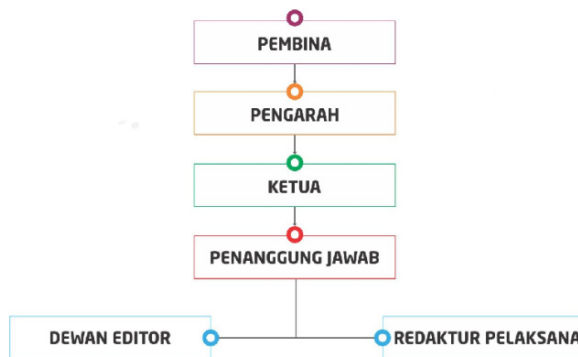 PEMBINA
PENGARAH
KETUA
PENANGGUNG JAWAB
DEWAN EDITOR
REDAKTUR PELAKSANA